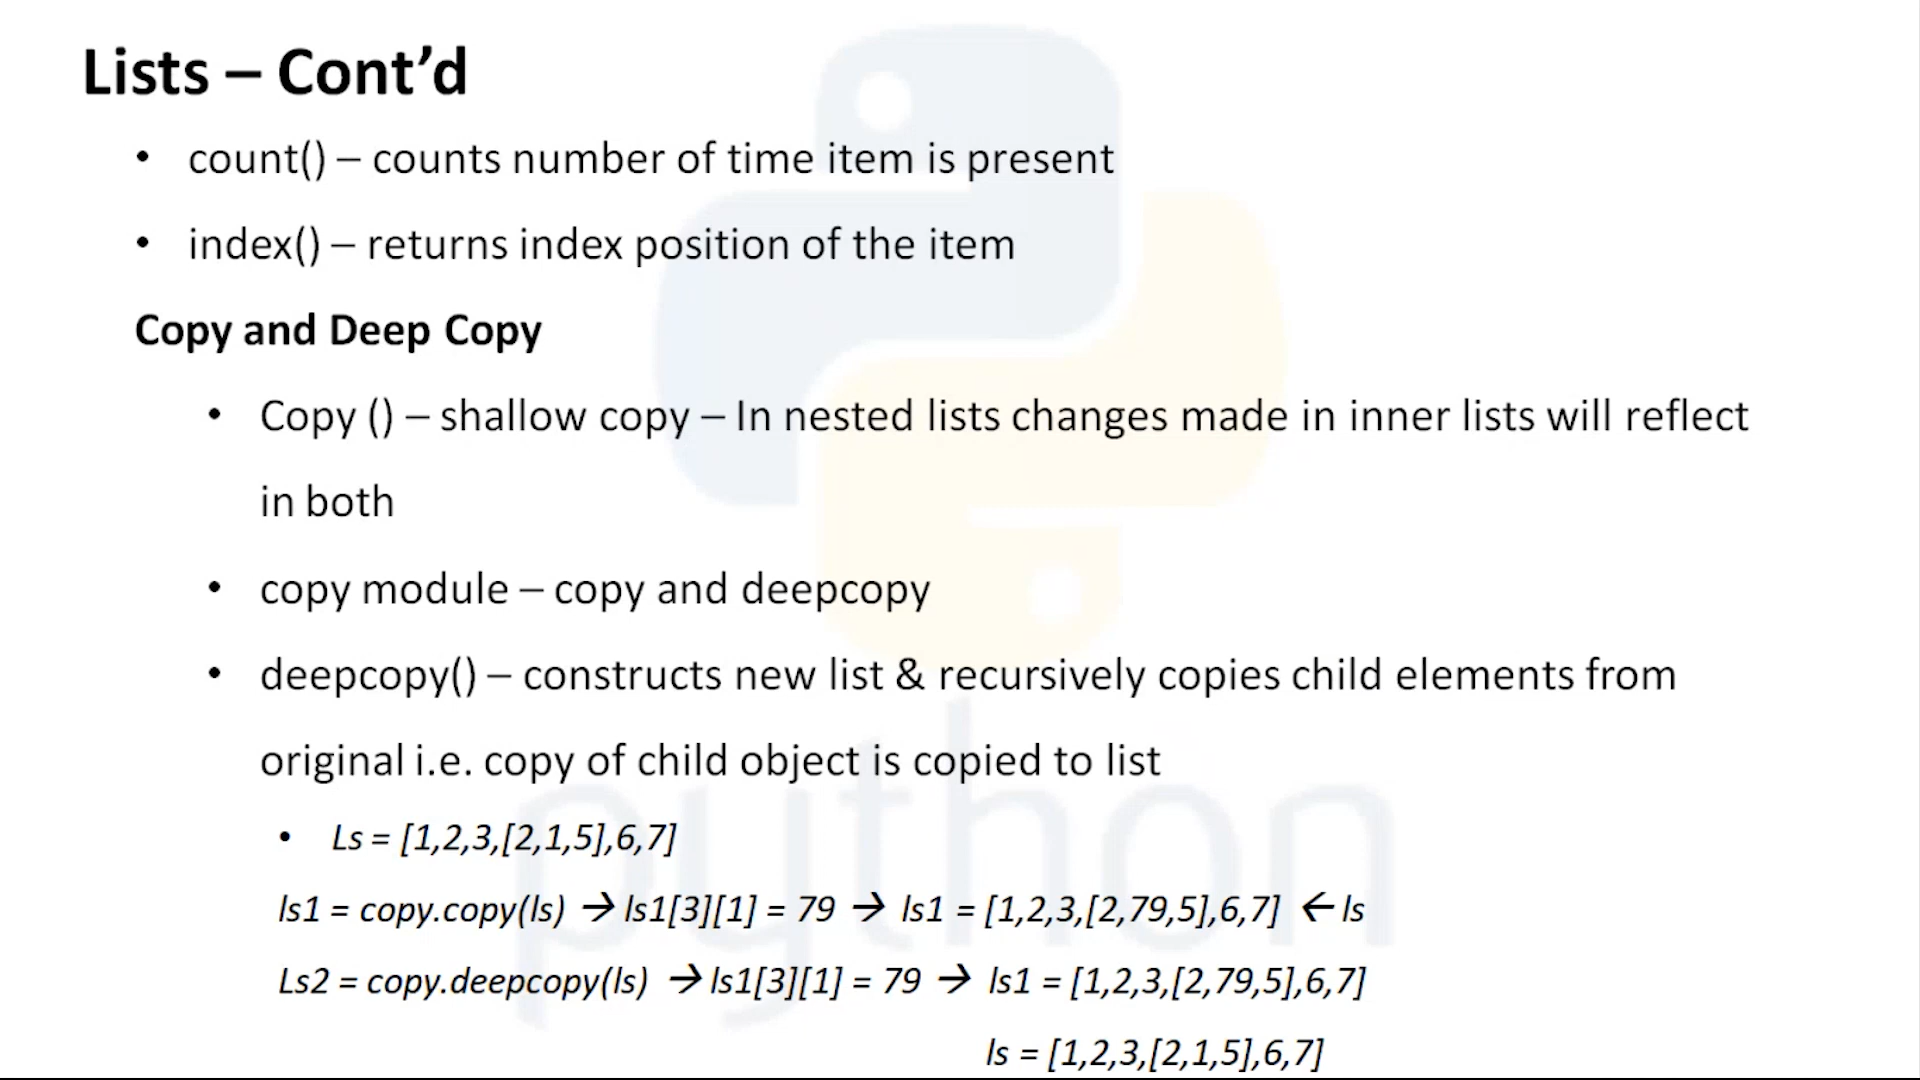 Lists – Cont’d
• count() – counts number of time item is present
• index() – returns index position of the item
Copy and Deep Copy
• Copy () – shallow copy – In nested lists changes made in inner lists will reflect
in both
• copy module – copy and deepcopy
• deepcopy() – constructs new list & recursively copies child elements from
original i.e. copy of child object is copied to list
• Ls = [1,2,3,[2,1,5],6,7]
ls1 = copy.copy(ls) → ls1[3][1] = 79 → ls1 = [1,2,3,[2,79,5],6,7] ← ls
Ls2 = copy.deepcopy(ls) → ls1[3][1] = 79 → ls1 = [1,2,3,[2,79,5],6,7]
ls = [1,2,3,[2,1,5],6,7]
python